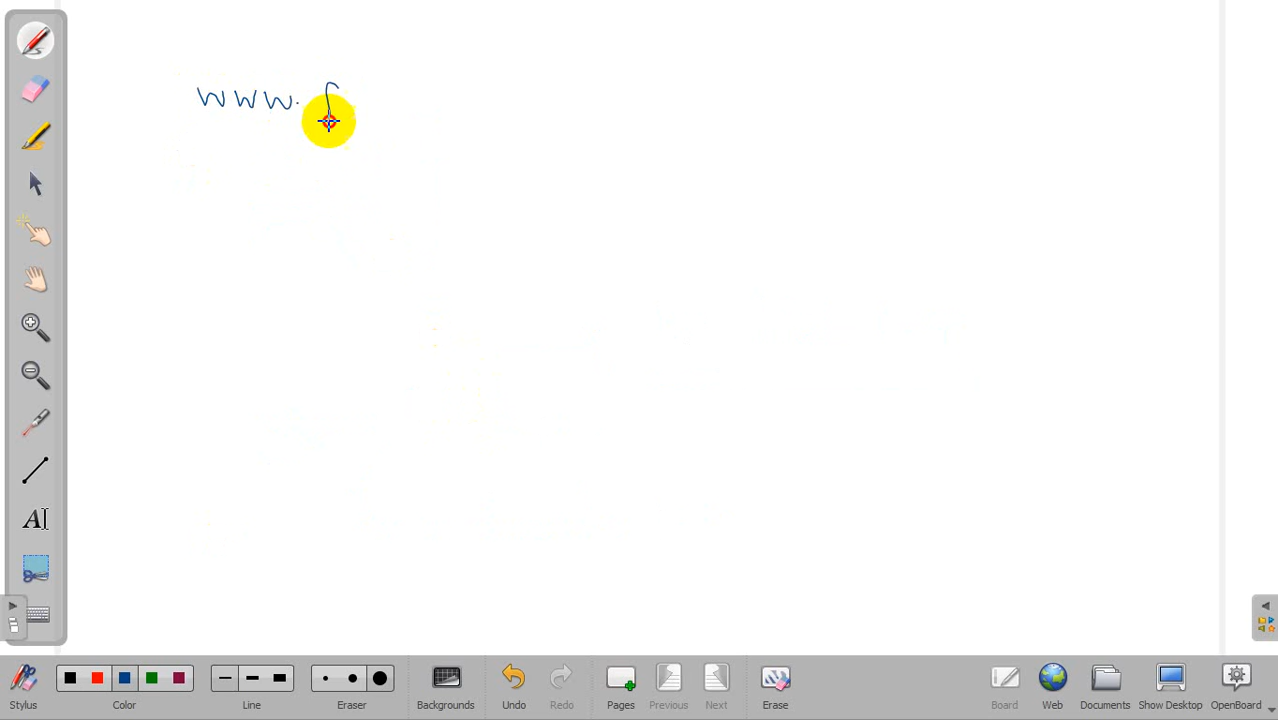 www. f
Stylus
Color
Line
Eraser
Backgrounds
Undo
Redo
Pages
Previous
Next
Erase
Board
Web
Documents
Show Desktop
OpenBoard